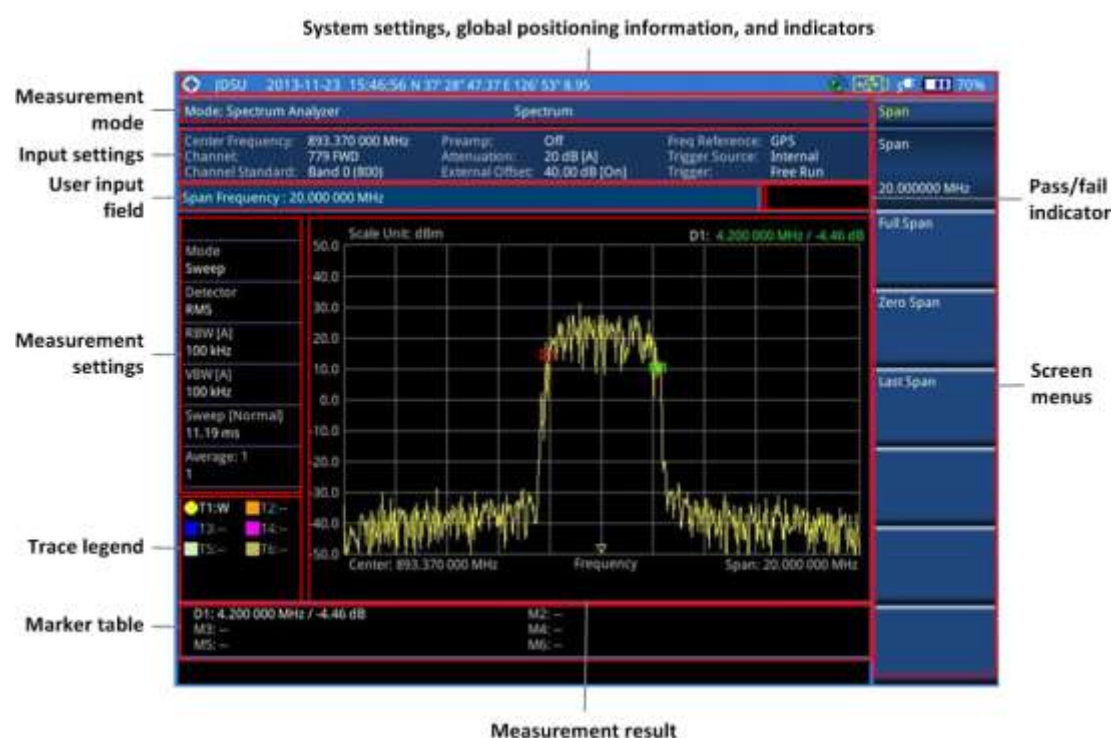 System settings, global positioning information, and indicators
JDSU 2013-11-23 15:46:56 N 37° 28" 47.37 E 126° 53" 8.95
70%
Measurement mode
Mode: Spectrum Analyzer
Spectrum
Span
Input settings
Center Frequency: 893.370 000 MHz
Preamp: Off
Freq Reference: GPS
Channel: 779 FWD
Attenuation: 20 dB [A]
Trigger Source: Internal
Channel Standard: Band 0 (800)
External Offset: 40.00 dB [On]
Trigger: Free Run
User input field
Span Frequency : 20.000 000 MHz
Span
20.000000 MHz
Pass/fail indicator
Full Span
Zero Span
Last Span
Screen menus
Measurement settings
Mode
Sweep
Detector
RMS
RBW [A]
100 kHz
VBW [A]
100 kHz
Sweep [Normal]
11.19 ms
Average: 1
1
Scale Unit: dBm
D1: 4.200 000 MHz / -4.46 dB
50.0
40.0
30.0
20.0
10.0
0.0
-10.0
-20.0
-30.0
-40.0
-50.0
Center: 893.370 000 MHz
Frequency
Span: 20.000 000 MHz
Trace legend
T1:W T2:--
T3:-- T4:--
T5:-- T6:--
Marker table
D1: 4.200 000 MHz / -4.46 dB
M2: --
M3: --
M4: --
M5: --
M6: --
Measurement result